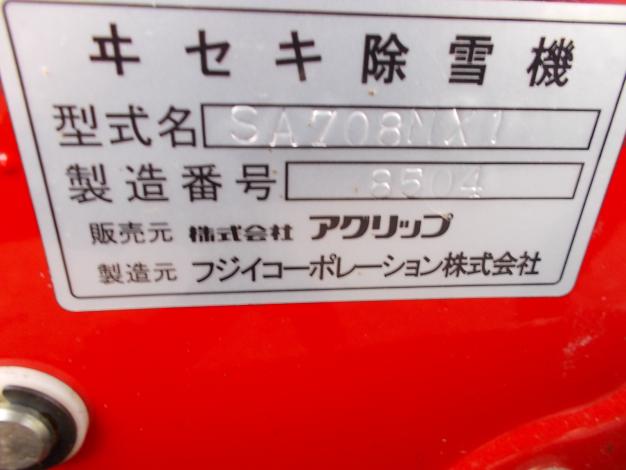 ヰセキ除雪機
型式名 SA708MX1
製造番号 8504
販売元 株式会社 アグリップ
製造元 フジイコーポレーション株式会社